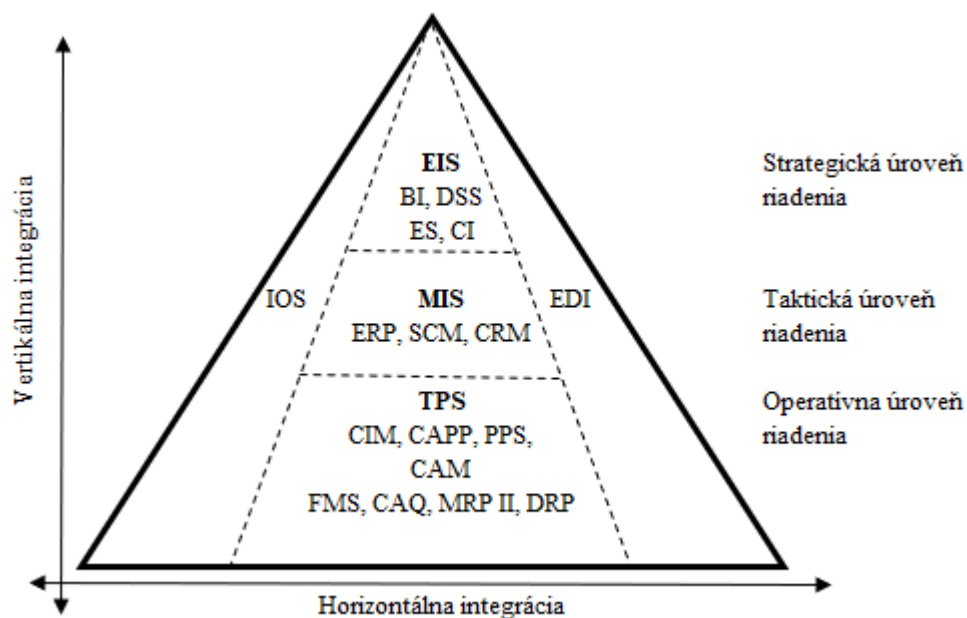 Vertikálna integrácia
EIS
BI, DSS
ES, CI
Strategická úroveň
riadenia
IOS
MIS
ERP, SCM, CRM
EDI
Taktická úroveň
riadenia
TPS
CIM, CAPP, PPS,
CAM
FMS, CAQ, MRP II, DRP
Operatívna úroveň
riadenia
Horizontálna integrácia